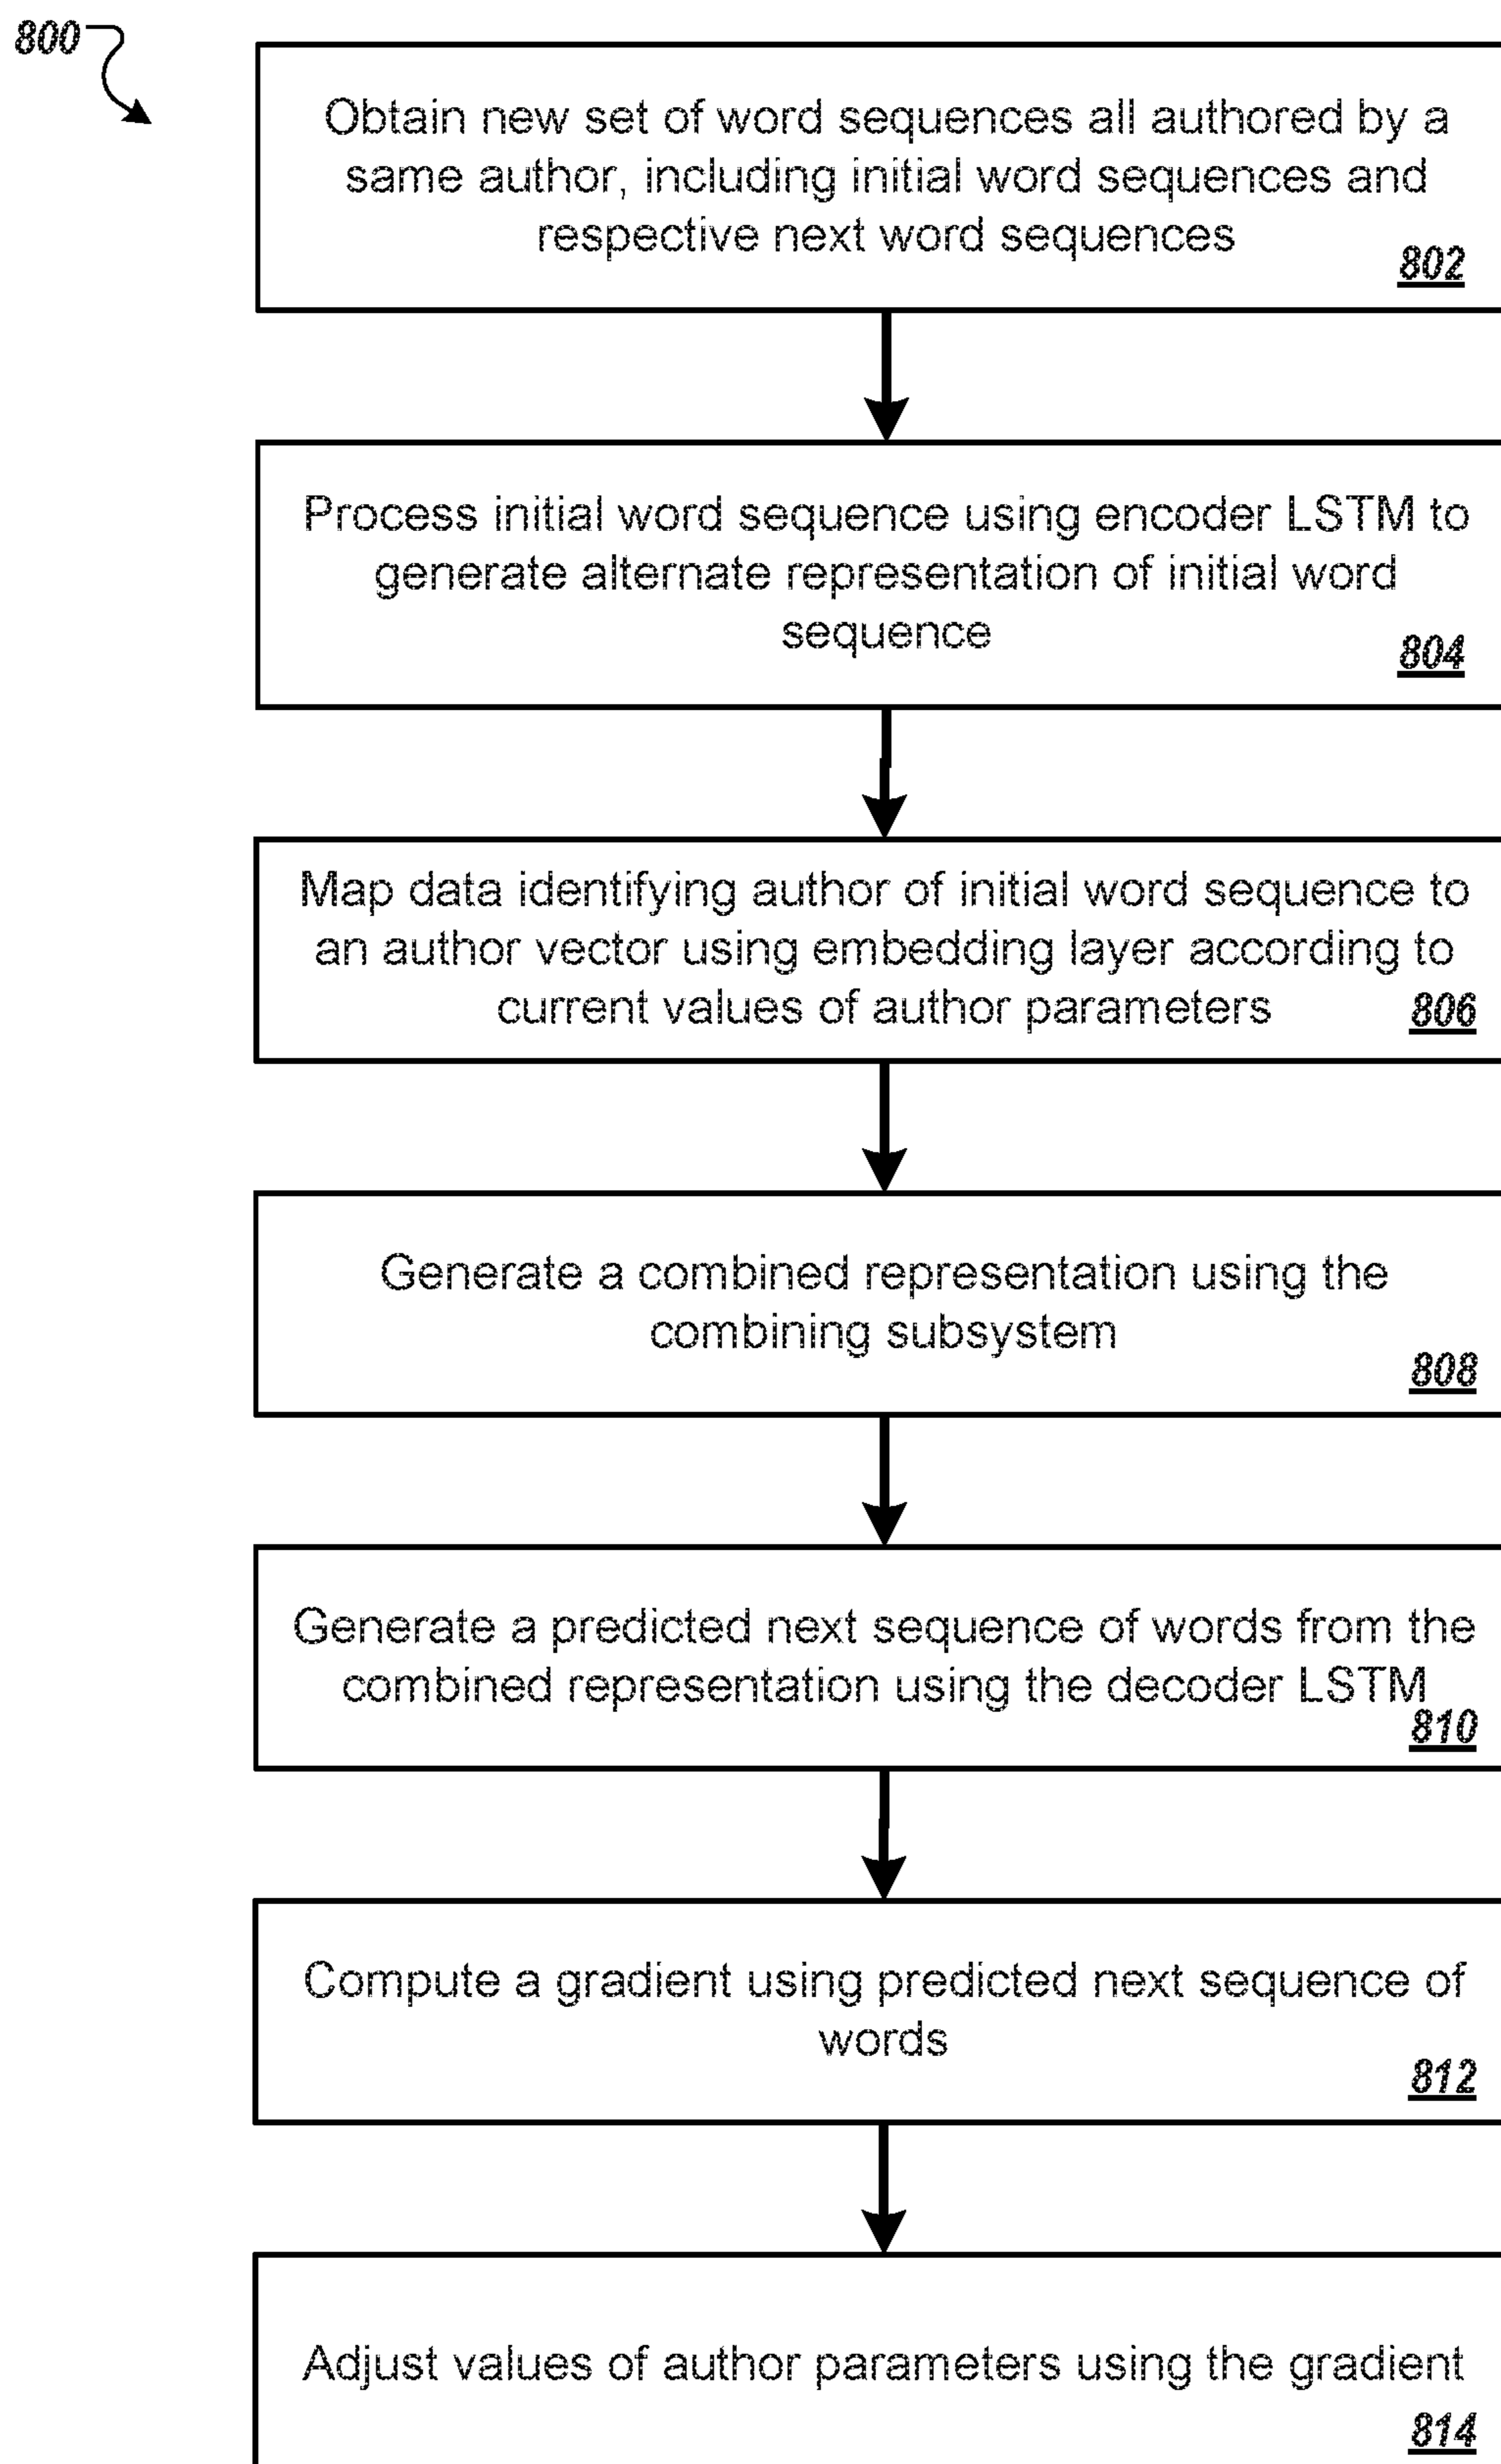 800
Obtain new set of word sequences all authored by a
same author, including initial word sequences and
respective next word sequences
802
Process initial word sequence using encoder LSTM to
generate alternate representation of initial word
sequence
804
Map data identifying author of initial word sequence to
an author vector using embedding layer according to
current values of author parameters
806
Generate a combined representation using the
combining subsystem
808
Generate a predicted next sequence of words from the
combined representation using the decoder LSTM
810
Compute a gradient using predicted next sequence of
words
812
Adjust values of author parameters using the gradient
814